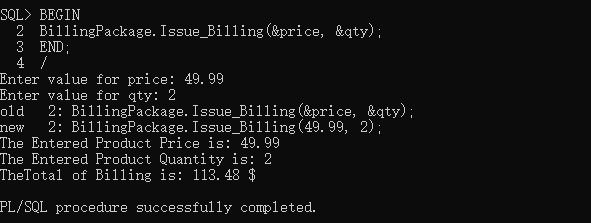 SQL> BEGIN
  2  BillingPackage.Issue_Billing(&price, &qty);
  3  END;
  4  /
Enter value for price: 49.99
Enter value for qty: 2
old   2: BillingPackage.Issue_Billing(&price, &qty);
new   2: BillingPackage.Issue_Billing(49.99, 2);
The Entered Product Price is: 49.99
The Entered Product Quantity is: 2
TheTotal of Billing is: 113.48 $
PL/SQL procedure successfully completed.